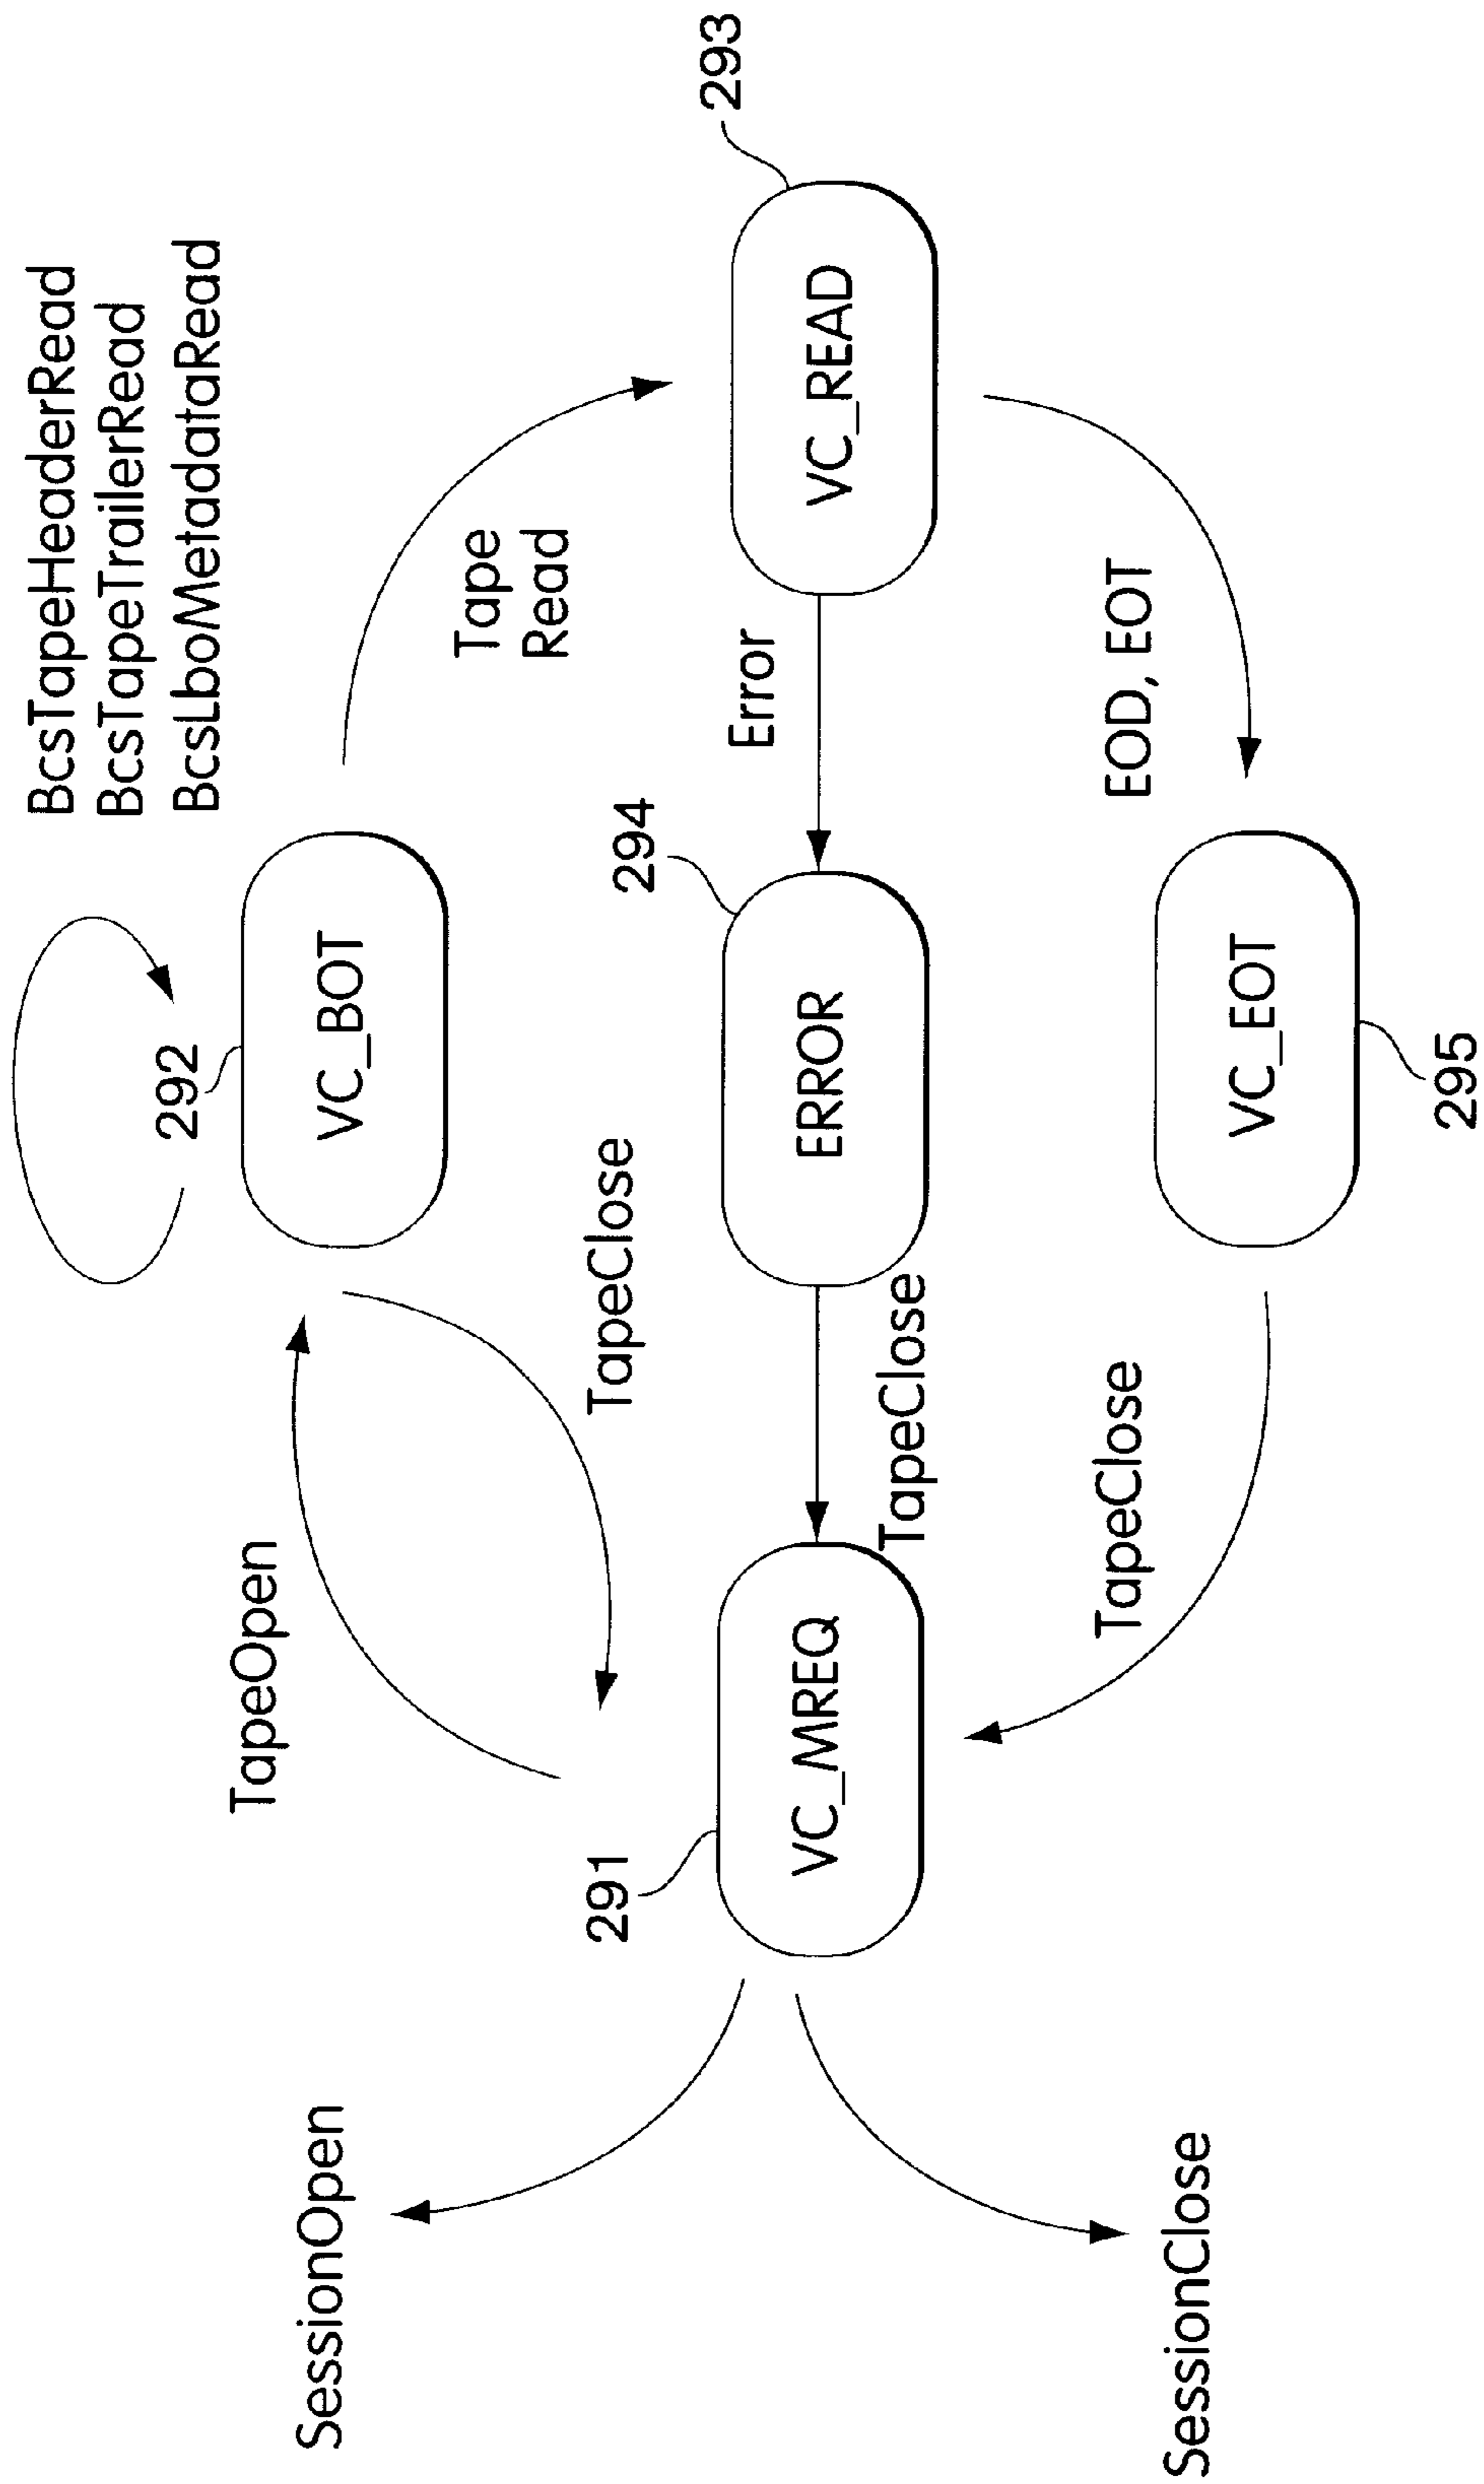 BcsTapeHeaderRead
BcsTapeTrailerRead
BcsLboMetadataRead
292
VC_BOT
TapeOpen
SessionOpen
Tape
Read
TapeClose
293
294
291
Error
VC_READ
ERROR
VC_MREQ
TapeClose
EOD, EOT
TapeClose
SessionClose
VC_EOT
295